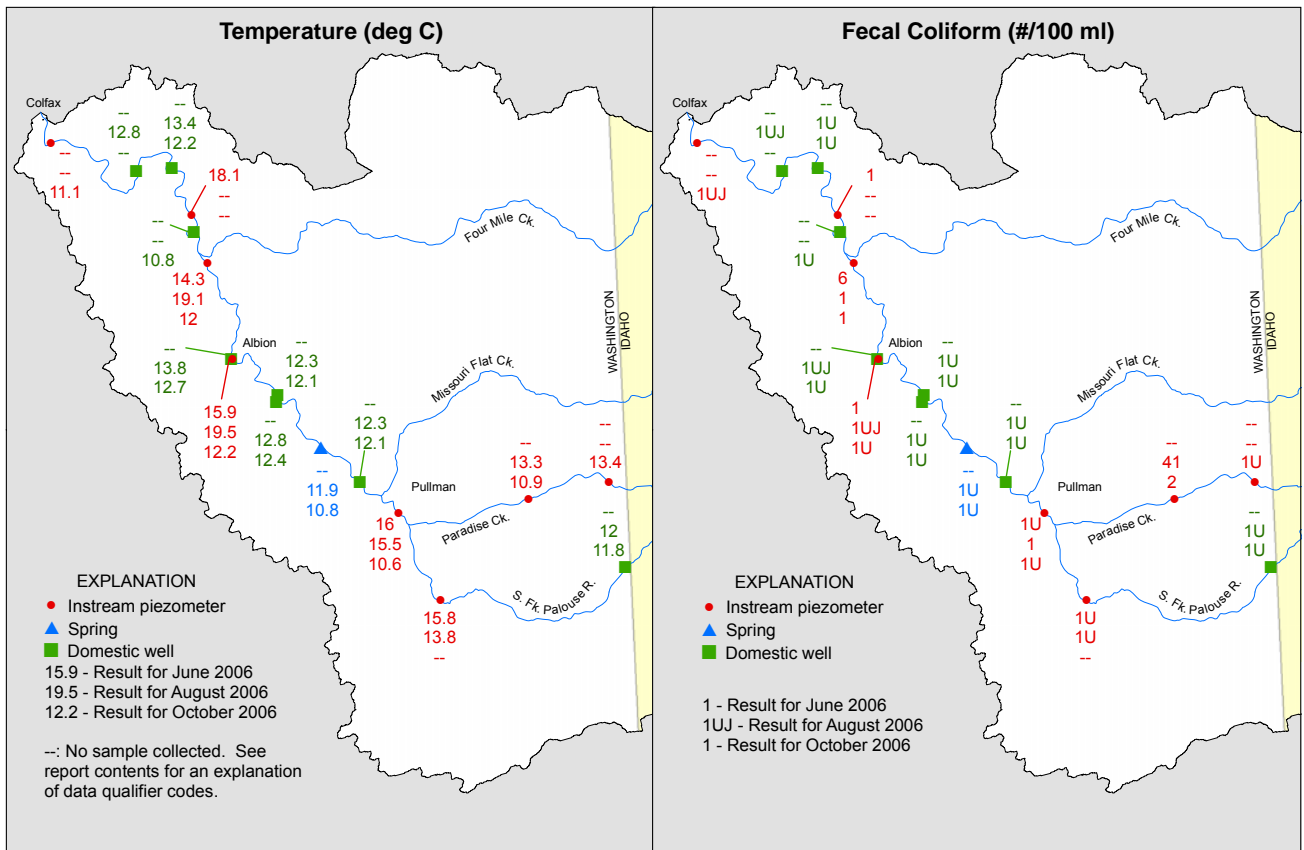 Temperature (deg C)
Colfax
--
12.8
--
--
13.4
12.2
--
--
11.1
18.1
--
--
--
--
10.8
Four Mile Ck.
14.3
19.1
12
WASHINGTON
IDAHO
Albion
--
13.8
12.7
--
12.3
12.1
Missouri Flat Ck.
15.9
19.5
12.2
--
12.8
12.4
--
12.3
12.1
--
11.9
10.8
Pullman
--
13.3
10.9
--
--
13.4
Paradise Ck.
16
15.5
10.6
--
12
11.8
S. Fk. Palouse R.
15.8
13.8
--
EXPLANATION
Instream piezometer
Spring
Domestic well
15.9 - Result for June 2006
19.5 - Result for August 2006
12.2 - Result for October 2006
--: No sample collected. See
report contents for an explanation
of data qualifier codes.
Fecal Coliform (#/100 ml)
Colfax
--
1UJ
--
--
1U
1U
--
--
1UJ
1
--
--
--
--
1U
Four Mile Ck.
6
1
1
WASHINGTON
IDAHO
Albion
--
1UJ
1U
--
1U
1U
Missouri Flat Ck.
1
1UJ
1U
--
1U
1U
--
1U
1U
--
1U
1U
Pullman
--
41
2
--
--
1U
Paradise Ck.
1U
1
1U
--
1U
1U
S. Fk. Palouse R.
1U
1U
--
EXPLANATION
Instream piezometer
Spring
Domestic well
1 - Result for June 2006
1UJ - Result for August 2006
1 - Result for October 2006